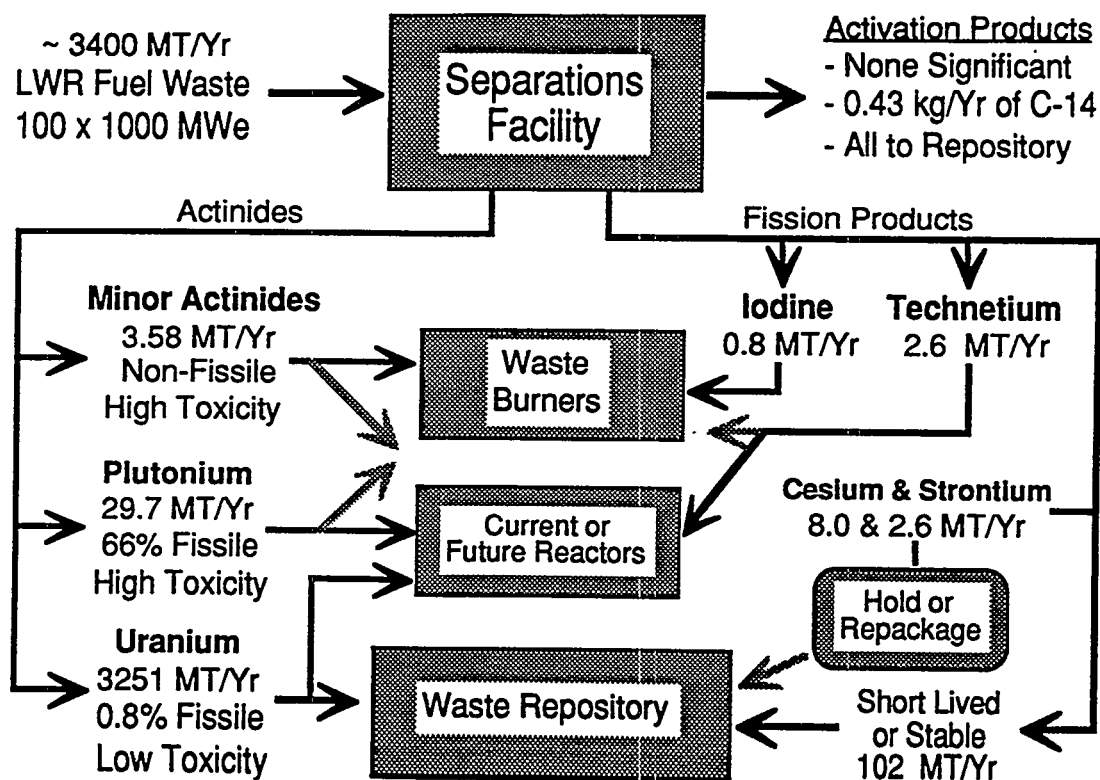 ~ 3400 MT/Yr
LWR Fuel Waste
100 x 1000 MWe
Separations
Facility
Activation Products
- None Significant
- 0.43 kg/Yr of C-14
- All to Repository
Actinides
Fission Products
Minor Actinides
3.58 MT/Yr
Non-Fissile
High Toxicity
Waste
Burners
Iodine
0.8 MT/Yr
Technetium
2.6 MT/Yr
Plutonium
29.7 MT/Yr
66% Fissile
High Toxicity
Current or
Future Reactors
Cesium & Strontium
8.0 & 2.6 MT/Yr
Hold or
Repackage
Uranium
3251 MT/Yr
0.8% Fissile
Low Toxicity
Waste Repository
Short Lived
or Stable
102 MT/Yr